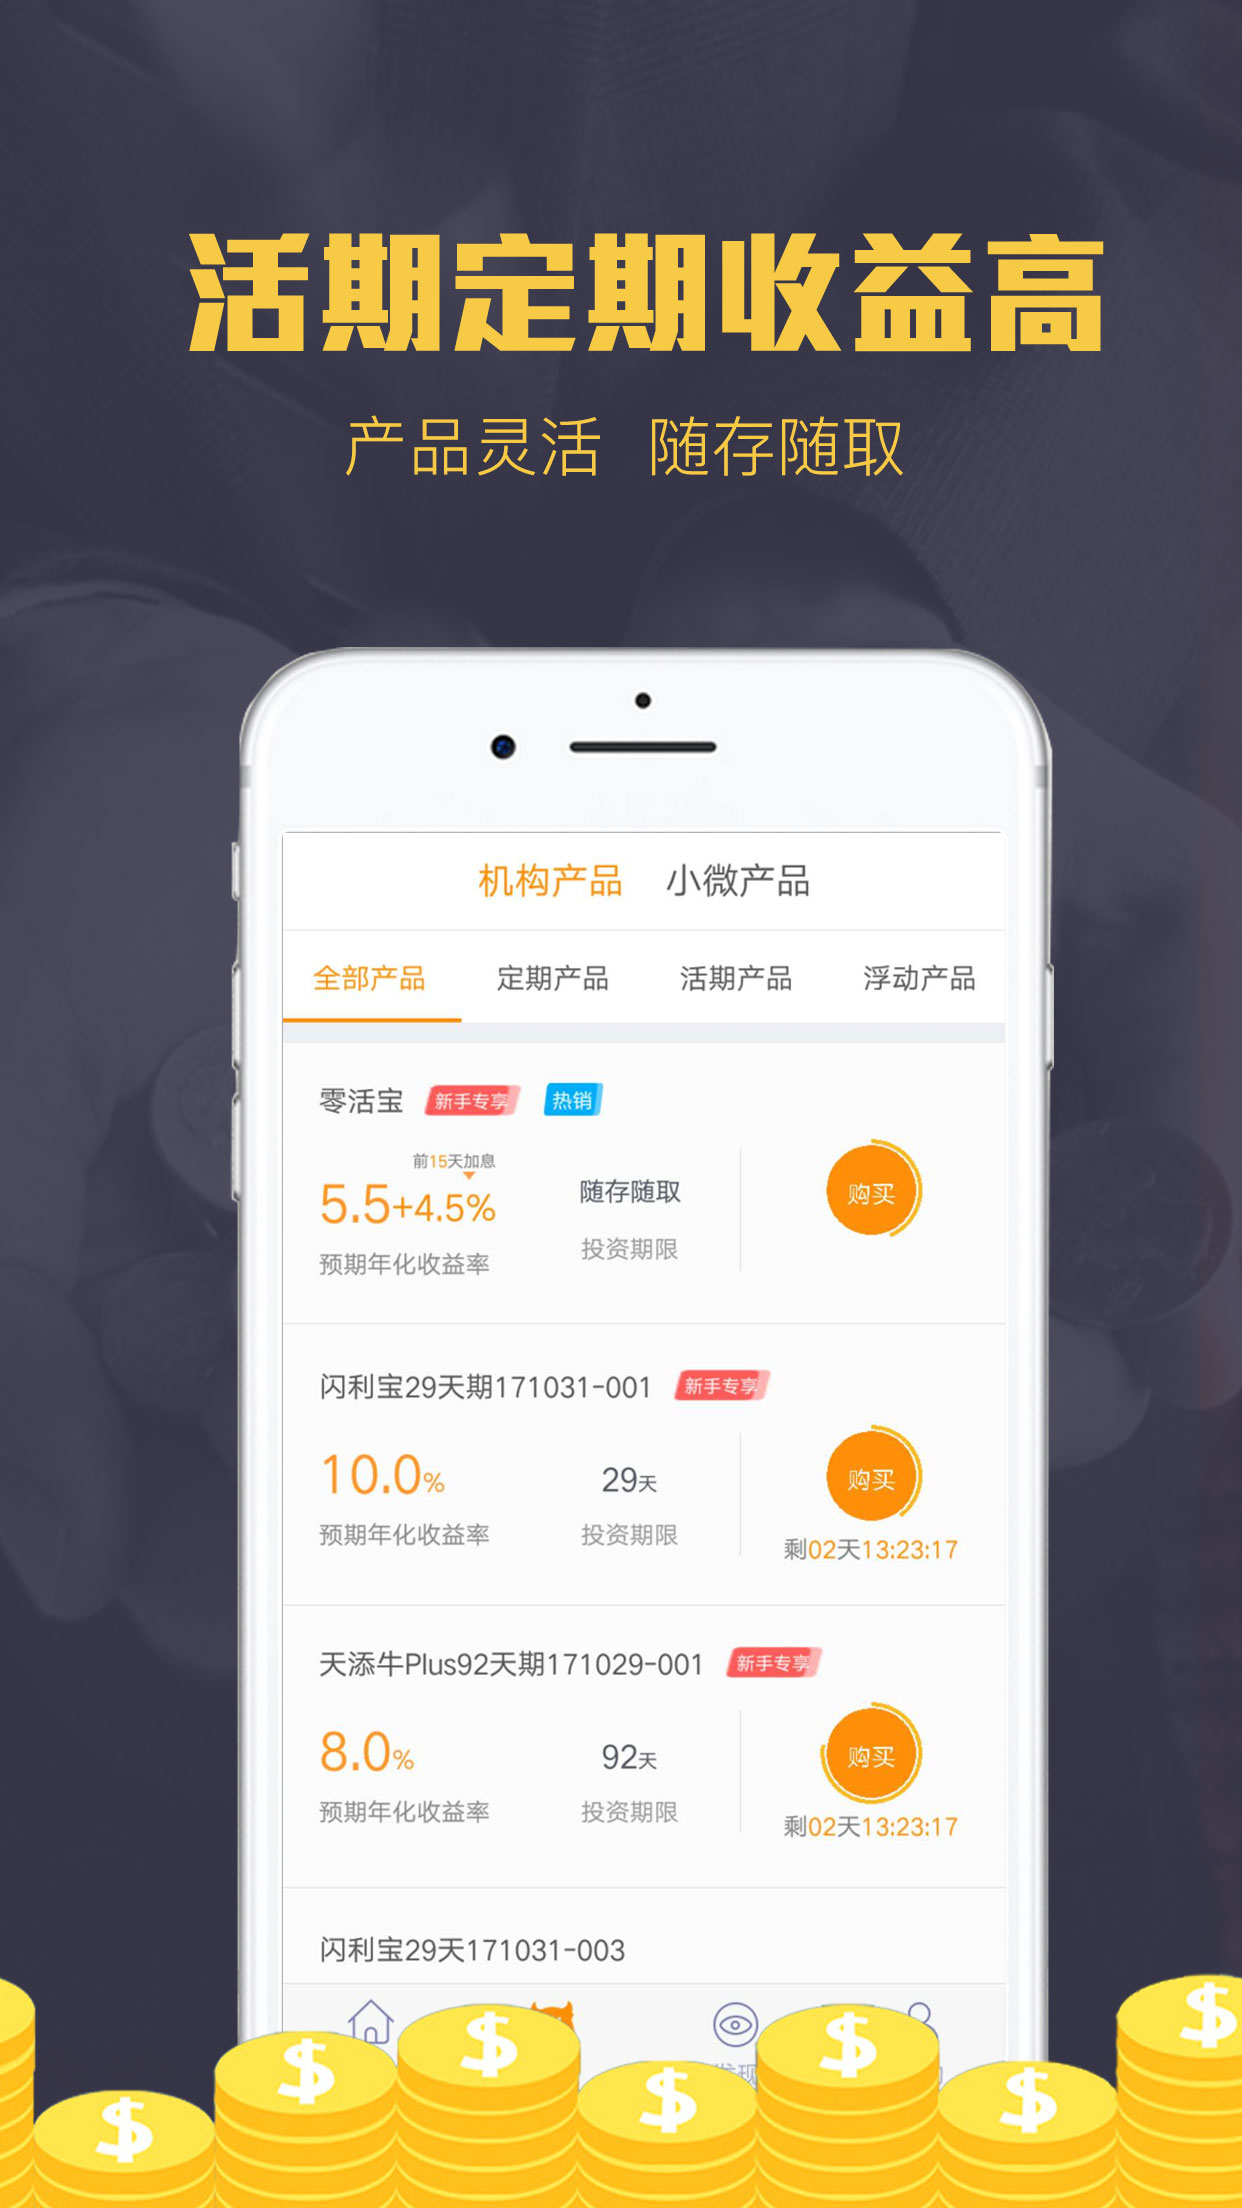 活期定期收益高
产品灵活 随存随取
机构产品 小微产品
全部产品 定期产品 活期产品 浮动产品
零活宝 新手专享 热销
前15天加息
5.5+4.5% 随存随取 购买
预期年化收益率 投资期限
闪利宝29天期171031-001 新手专享
10.0% 29天 购买
预期年化收益率 投资期限 剩02天13:23:17
天添牛Plus92天期171029-001 新手专享
8.0% 92天 购买
预期年化收益率 投资期限 剩02天13:23:17
闪利宝29天171031-003
发现
$ $ $ $ $ $ $